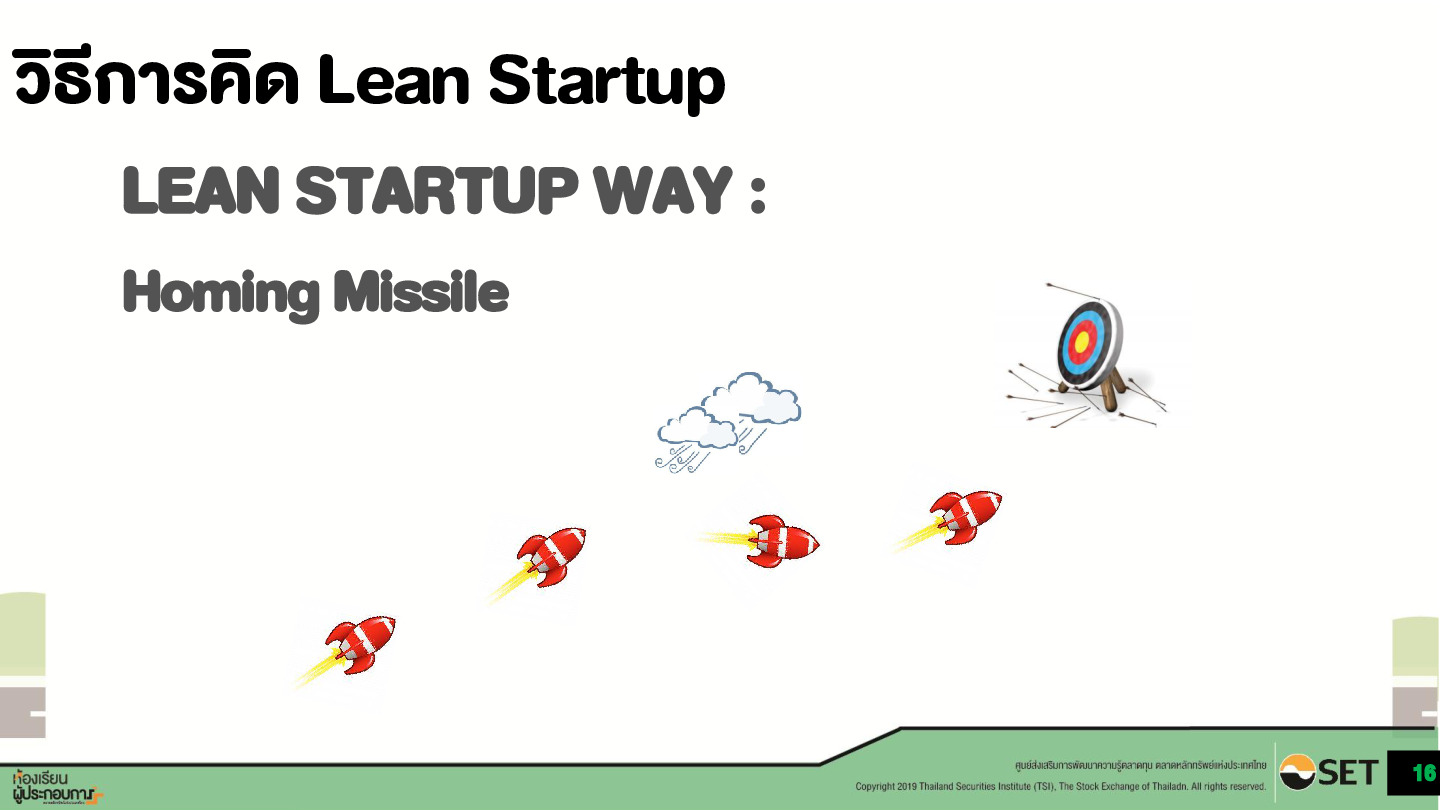 วิธีการคิด Lean Startup
LEAN STARTUP WAY :
Homing Missile
ศูนย์ส่งเสริมการพัฒนาความรู้ตลาดทุน ตลาดหลักทรัพย์แห่งประเทศไทย
Copyright 2019 Thailand Securities Institute (TSI), The Stock Exchange of Thailadn. All rights reserved.
SET
16
ห้องเรียน
ผู้ประกอบการ